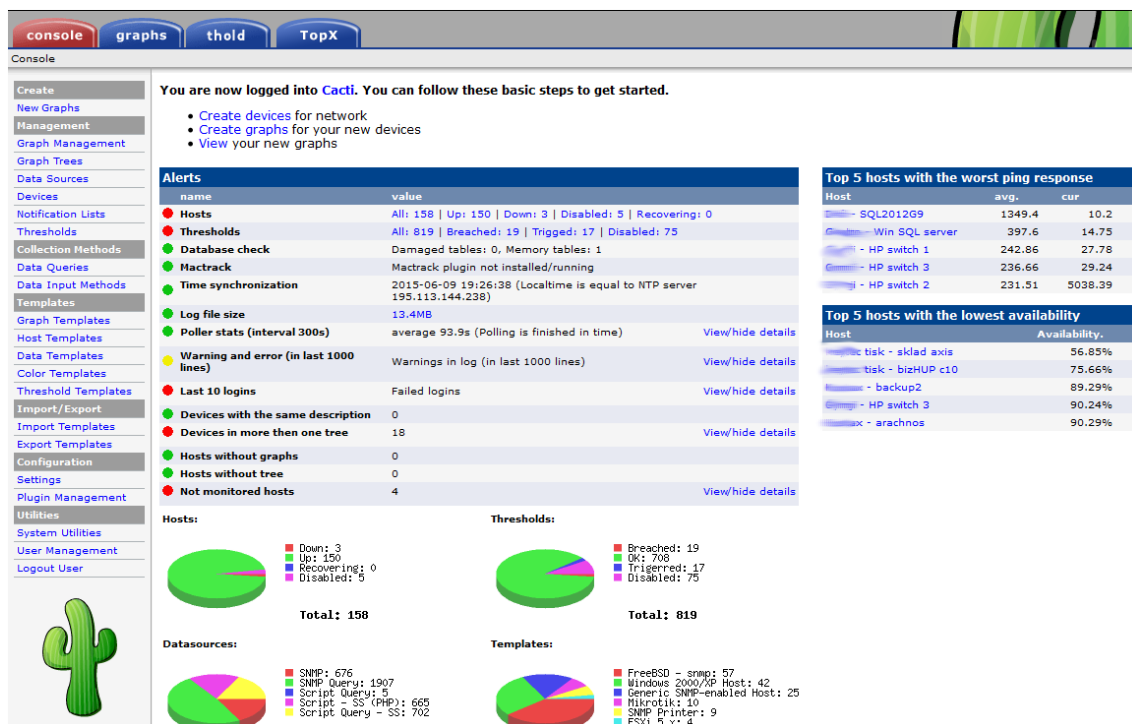 console graphs thold TopX
Console
Create
New Graphs
Management
Graph Management
Graph Trees
Data Sources
Devices
Notification Lists
Thresholds
Collection Methods
Data Queries
Data Input Methods
Templates
Graph Templates
Host Templates
Data Templates
Color Templates
Threshold Templates
Import/Export
Import Templates
Export Templates
Configuration
Settings
Plugin Management
Utilities
System Utilities
User Management
Logout User
You are now logged into Cacti. You can follow these basic steps to get started.
• Create devices for network
• Create graphs for your new devices
• View your new graphs
Alerts
name value
Hosts All: 158 | Up: 150 | Down: 3 | Disabled: 5 | Recovering: 0
Thresholds All: 819 | Breached: 19 | Trigged: 17 | Disabled: 75
Database check Damaged tables: 0, Memory tables: 1
Mactrack Mactrack plugin not installed/running
Time synchronization 2015-06-09 19:26:38 (Localtime is equal to NTP server
195.113.144.238)
Log file size 13.4MB
Poller stats (interval 300s) average 93.9s (Polling is finished in time) View/hide details
Warning and error (in last 1000
lines) Warnings in log (in last 1000 lines) View/hide details
Last 10 logins Failed logins View/hide details
Devices with the same description 0
Devices in more then one tree 18 View/hide details
Hosts without graphs 0
Hosts without tree 0
Not monitored hosts 4 View/hide details
Top 5 hosts with the worst ping response
Host avg. cur
- SQL2012G9 1349.4 10.2
- Win SQL server 397.6 14.75
- HP switch 1 242.86 27.78
- HP switch 3 236.66 29.24
- HP switch 2 231.51 5038.39
Top 5 hosts with the lowest availability
Host Availability.
tisk - sklad axis 56.85%
tisk - bizHUP c10 75.66%
- backup2 89.29%
- HP switch 3 90.24%
- arachnos 90.29%
Hosts:
Down: 3
Up: 150
Recovering: 0
Disabled: 5
Total: 158
Thresholds:
Breached: 19
OK: 708
Trigerred: 17
Disabled: 75
Total: 819
Datasources:
SNMP: 676
SNMP Query: 1907
Script Query: 5
Script - SS (PHP): 665
Script Query - SS: 702
Templates:
FreeBSD - snmp: 57
Windows 2000/XP Host: 42
Generic SNMP-enabled Host: 25
Mikrotik: 10
SNMP Printer: 9
ESXi 5.x: 4